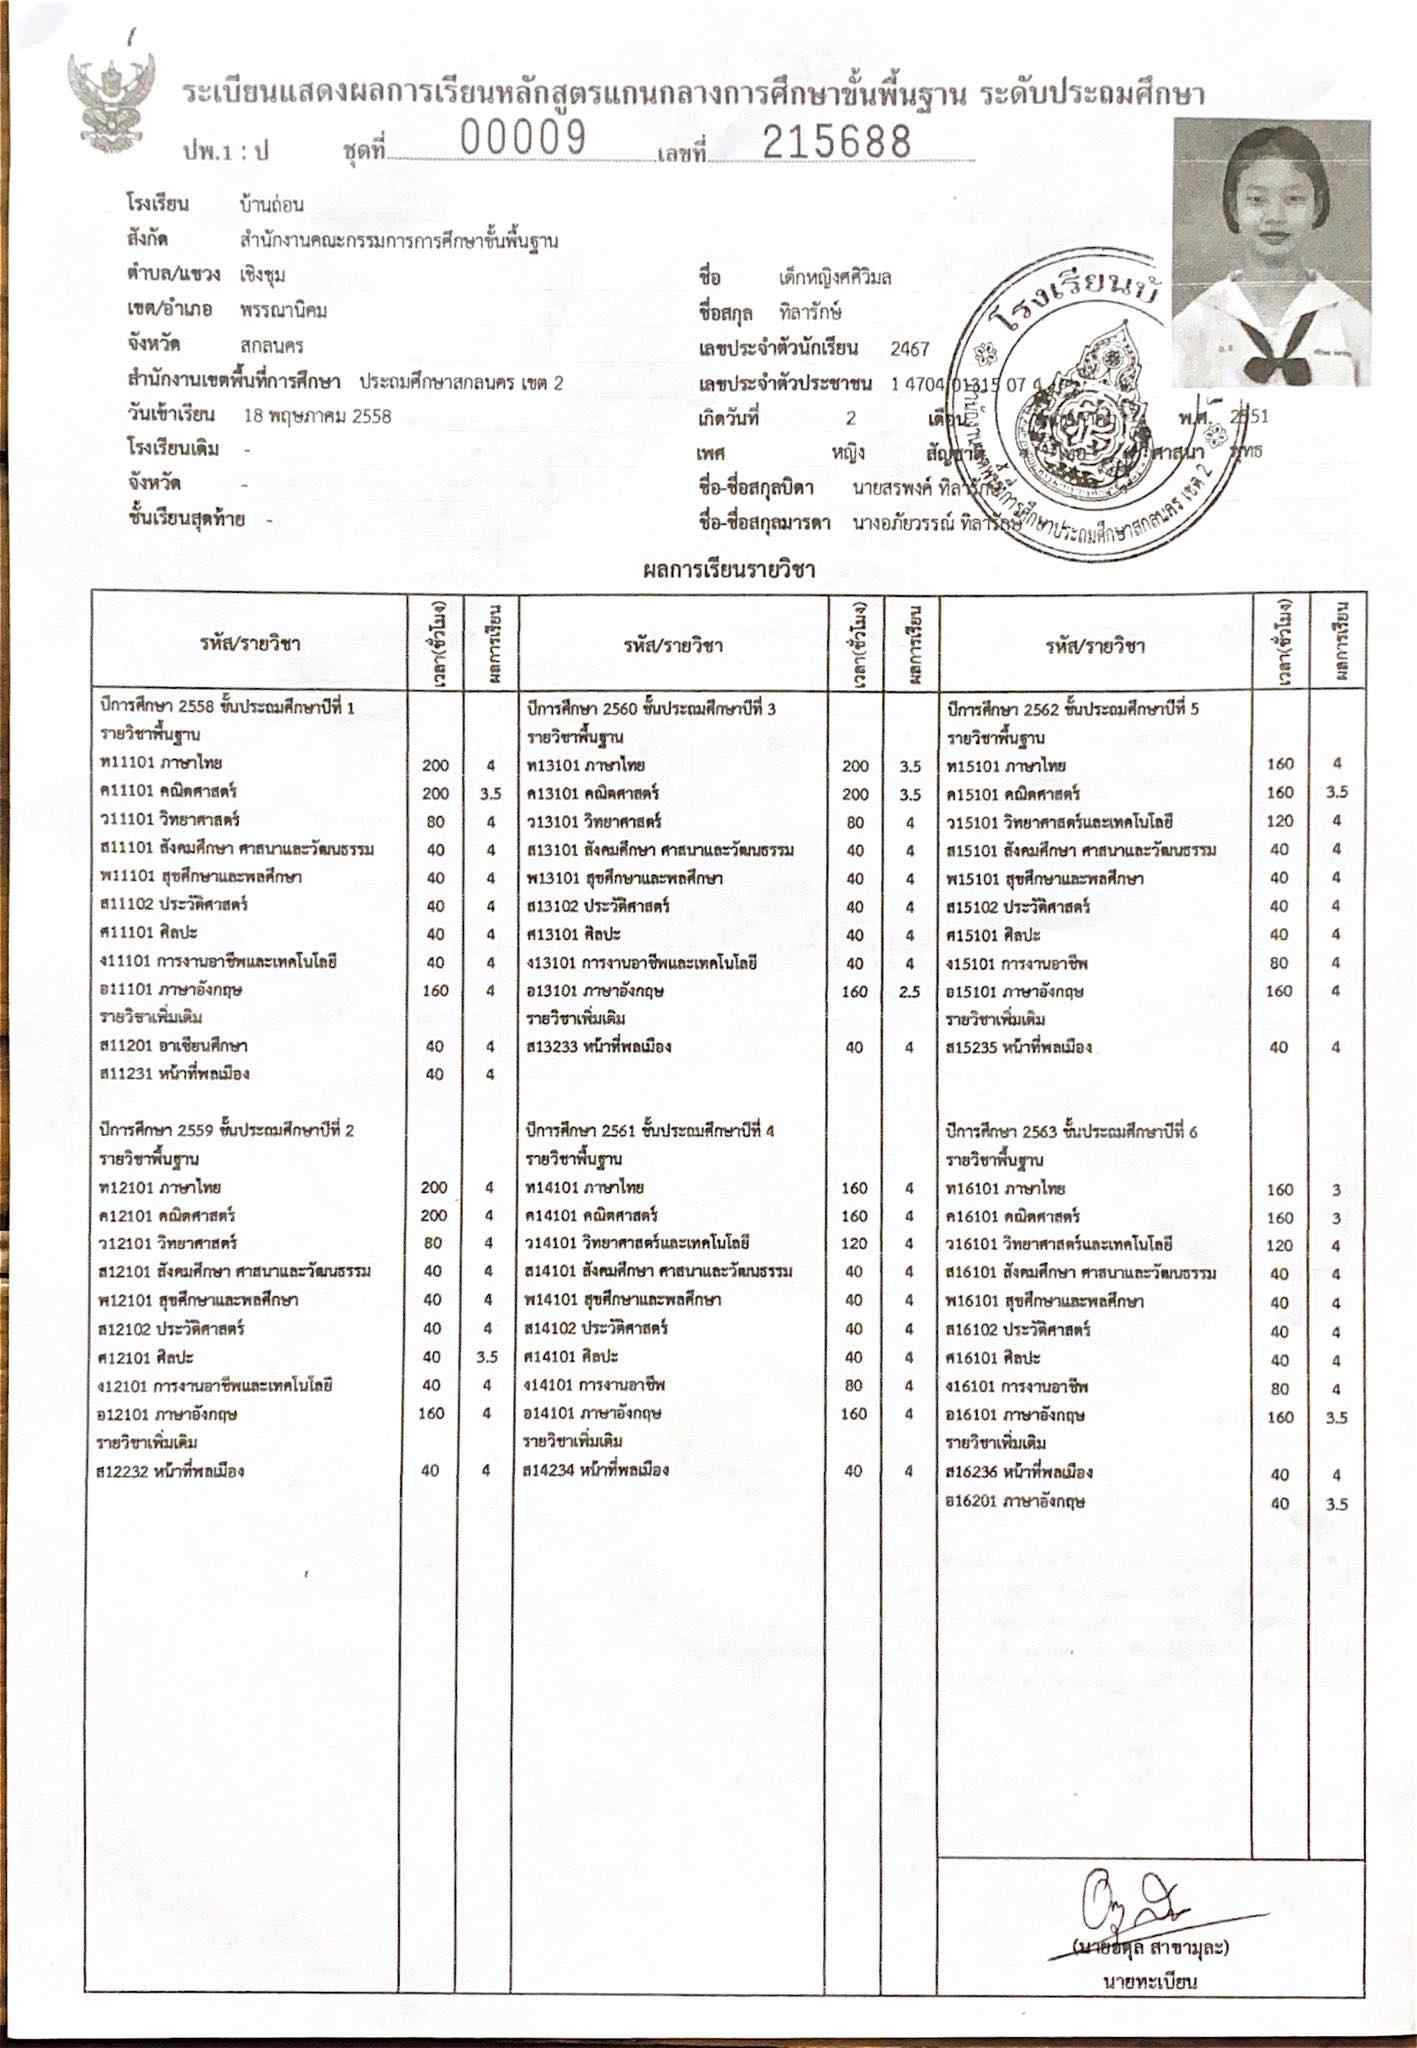 ระเบียนแสดงผลการเรียนหลักสูตรแกนกลางการศึกษาขั้นพื้นฐาน ระดับประถมศึกษา
ปพ.1 : ป ชุดที่ 00009 เลขที่ 215688
โรงเรียน บ้านถ่อน
สังกัด สำนักงานคณะกรรมการการศึกษาขั้นพื้นฐาน
ตำบล/แขวง เชิงชุม
เขต/อำเภอ พรรณานิคม
จังหวัด สกลนคร
สำนักงานเขตพื้นที่การศึกษา ประถมศึกษาสกลนคร เขต 2
วันเข้าเรียน 18 พฤษภาคม 2558
โรงเรียนเดิม -
จังหวัด -
ชั้นเรียนสุดท้าย -
ชื่อ เด็กหญิงศศิวิมล
ชื่อสกุล ทิลารักษ์
เลขประจำตัวนักเรียน 2467
เลขประจำตัวประชาชน 1 4704 01315 07 4
เกิดวันที่ 2 เดือน พ.ศ. 2551
เพศ หญิง สัญชาติ ศาสนา พุทธ
ชื่อ-ชื่อสกุลบิดา นายสรพงค์ ทิลารักษ์
ชื่อ-ชื่อสกุลมารดา นางอภัยวรรณ์ ทิลารักษ์
โรงเรียนบ้
สำนักงานเขตพื้นที่การศึกษาประถมศึกษาสกลนคร เขต 2
ผลการเรียนรายวิชา
รหัส/รายวิชา เวลา(ชั่วโมง) ผลการเรียน
ปีการศึกษา 2558 ชั้นประถมศึกษาปีที่ 1
รายวิชาพื้นฐาน
ท11101 ภาษาไทย 200 4
ค11101 คณิตศาสตร์ 200 3.5
ว11101 วิทยาศาสตร์ 80 4
ส11101 สังคมศึกษา ศาสนาและวัฒนธรรม 40 4
พ11101 สุขศึกษาและพลศึกษา 40 4
ส11102 ประวัติศาสตร์ 40 4
ศ11101 ศิลปะ 40 4
ง11101 การงานอาชีพและเทคโนโลยี 40 4
อ11101 ภาษาอังกฤษ 160 4
รายวิชาเพิ่มเติม
ส11201 อาเซียนศึกษา 40 4
ส11231 หน้าที่พลเมือง 40 4
ปีการศึกษา 2559 ชั้นประถมศึกษาปีที่ 2
รายวิชาพื้นฐาน
ท12101 ภาษาไทย 200 4
ค12101 คณิตศาสตร์ 200 4
ว12101 วิทยาศาสตร์ 80 4
ส12101 สังคมศึกษา ศาสนาและวัฒนธรรม 40 4
พ12101 สุขศึกษาและพลศึกษา 40 4
ส12102 ประวัติศาสตร์ 40 4
ศ12101 ศิลปะ 40 3.5
ง12101 การงานอาชีพและเทคโนโลยี 40 4
อ12101 ภาษาอังกฤษ 160 4
รายวิชาเพิ่มเติม
ส12232 หน้าที่พลเมือง 40 4
รหัส/รายวิชา เวลา(ชั่วโมง) ผลการเรียน
ปีการศึกษา 2560 ชั้นประถมศึกษาปีที่ 3
รายวิชาพื้นฐาน
ท13101 ภาษาไทย 200 3.5
ค13101 คณิตศาสตร์ 200 3.5
ว13101 วิทยาศาสตร์ 80 4
ส13101 สังคมศึกษา ศาสนาและวัฒนธรรม 40 4
พ13101 สุขศึกษาและพลศึกษา 40 4
ส13102 ประวัติศาสตร์ 40 4
ศ13101 ศิลปะ 40 4
ง13101 การงานอาชีพและเทคโนโลยี 40 4
อ13101 ภาษาอังกฤษ 160 2.5
รายวิชาเพิ่มเติม
ส13233 หน้าที่พลเมือง 40 4
ปีการศึกษา 2561 ชั้นประถมศึกษาปีที่ 4
รายวิชาพื้นฐาน
ท14101 ภาษาไทย 160 4
ค14101 คณิตศาสตร์ 160 4
ว14101 วิทยาศาสตร์และเทคโนโลยี 120 4
ส14101 สังคมศึกษา ศาสนาและวัฒนธรรม 40 4
พ14101 สุขศึกษาและพลศึกษา 40 4
ส14102 ประวัติศาสตร์ 40 4
ศ14101 ศิลปะ 40 4
ง14101 การงานอาชีพ 80 4
อ14101 ภาษาอังกฤษ 160 4
รายวิชาเพิ่มเติม
ส14234 หน้าที่พลเมือง 40 4
รหัส/รายวิชา เวลา(ชั่วโมง) ผลการเรียน
ปีการศึกษา 2562 ชั้นประถมศึกษาปีที่ 5
รายวิชาพื้นฐาน
ท15101 ภาษาไทย 160 4
ค15101 คณิตศาสตร์ 160 3.5
ว15101 วิทยาศาสตร์และเทคโนโลยี 120 4
ส15101 สังคมศึกษา ศาสนาและวัฒนธรรม 40 4
พ15101 สุขศึกษาและพลศึกษา 40 4
ส15102 ประวัติศาสตร์ 40 4
ศ15101 ศิลปะ 40 4
ง15101 การงานอาชีพ 80 4
อ15101 ภาษาอังกฤษ 160 4
รายวิชาเพิ่มเติม
ส15235 หน้าที่พลเมือง 40 4
ปีการศึกษา 2563 ชั้นประถมศึกษาปีที่ 6
รายวิชาพื้นฐาน
ท16101 ภาษาไทย 160 3
ค16101 คณิตศาสตร์ 160 3
ว16101 วิทยาศาสตร์และเทคโนโลยี 120 4
ส16101 สังคมศึกษา ศาสนาและวัฒนธรรม 40 4
พ16101 สุขศึกษาและพลศึกษา 40 4
ส16102 ประวัติศาสตร์ 40 4
ศ16101 ศิลปะ 40 4
ง16101 การงานอาชีพ 80 4
อ16101 ภาษาอังกฤษ 160 3.5
รายวิชาเพิ่มเติม
ส16236 หน้าที่พลเมือง 40 4
อ16201 ภาษาอังกฤษ 40 3.5
(นายอดุล สาขามุละ)
นายทะเบียน